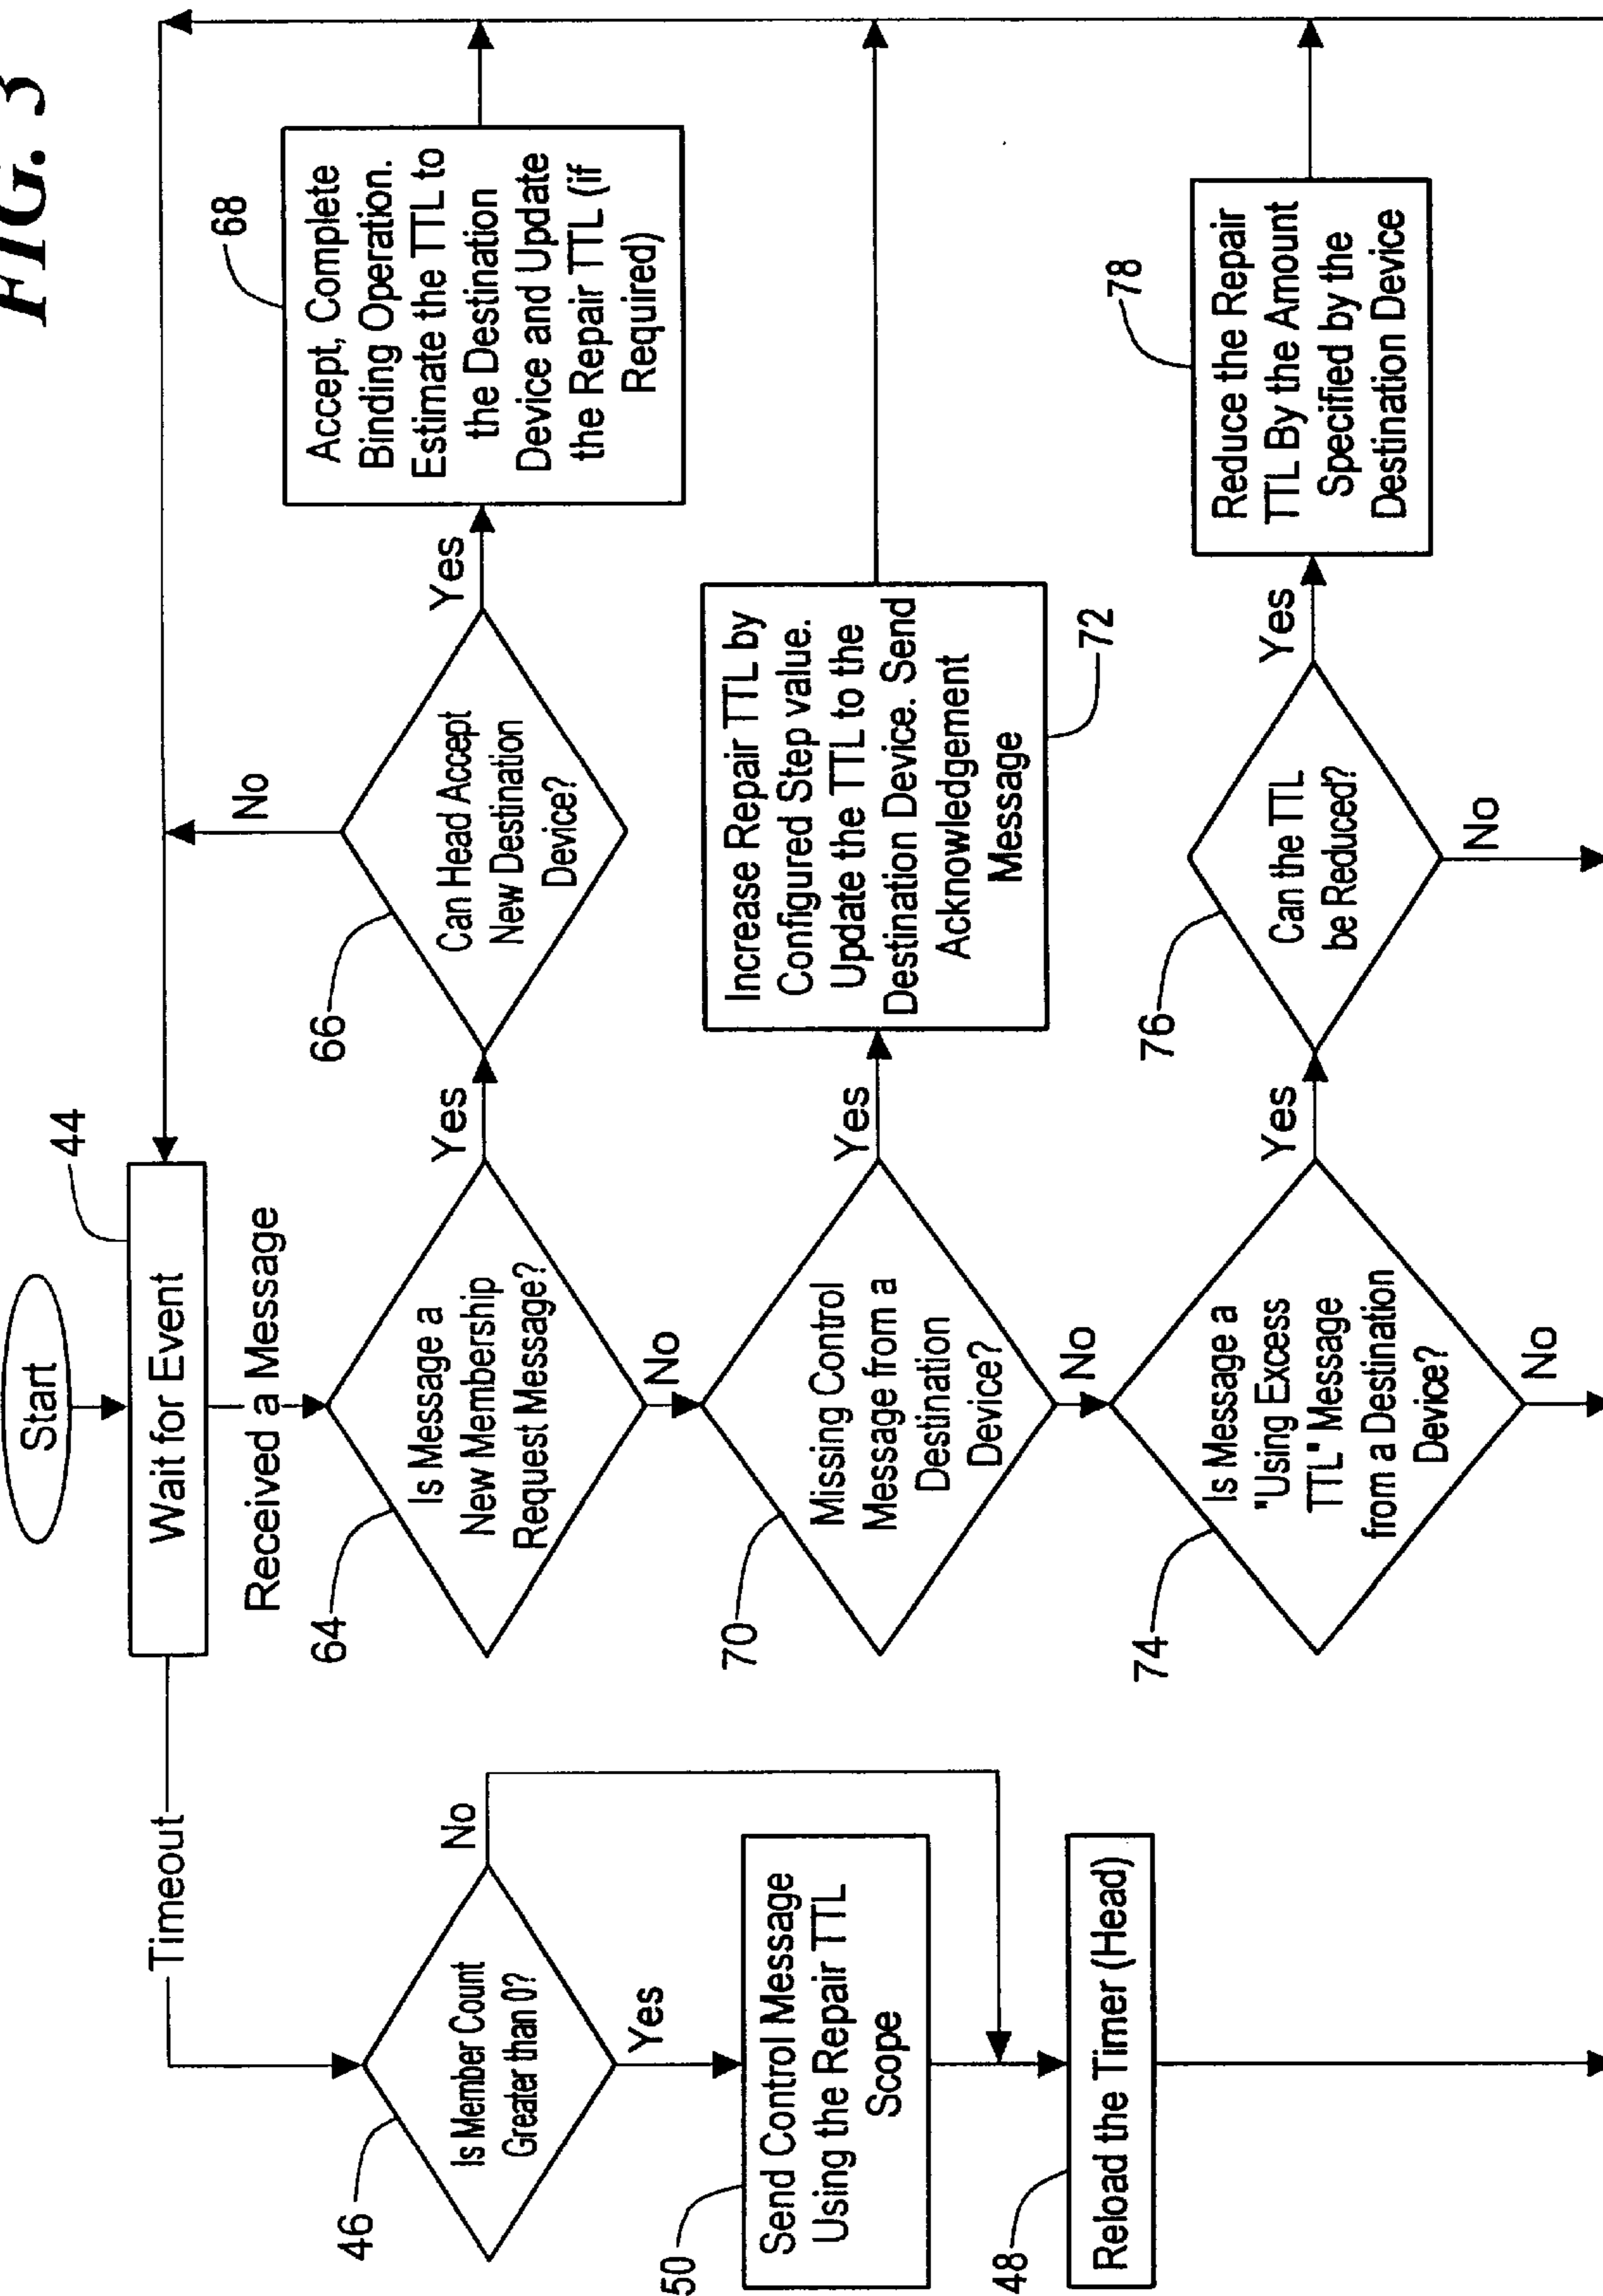 FIG. 3
Start
44
Wait for Event
Timeout
Received a Message
46
Is Member Count
Greater than 0?
No
Yes
50
Send Control Message
Using the Repair TTL
Scope
48
Reload the Timer (Head)
64
Is Message a
New Membership
Request Message?
Yes
No
66
Can Head Accept
New Destination
Device?
No
Yes
68
Accept, Complete
Binding Operation.
Estimate the TTL to
the Destination
Device and Update
the Repair TTL (if
Required)
70
Missing Control
Message from a
Destination
Device?
Yes
No
72
Increase Repair TTL by
Configured Step value.
Update the TTL to the
Destination Device. Send
Acknowledgement
Message
74
Is Message a
"Using Excess
TTL" Message
from a Destination
Device?
Yes
No
76
Can the TTL
be Reduced?
Yes
No
78
Reduce the Repair
TTL By the Amount
Specified by the
Destination Device